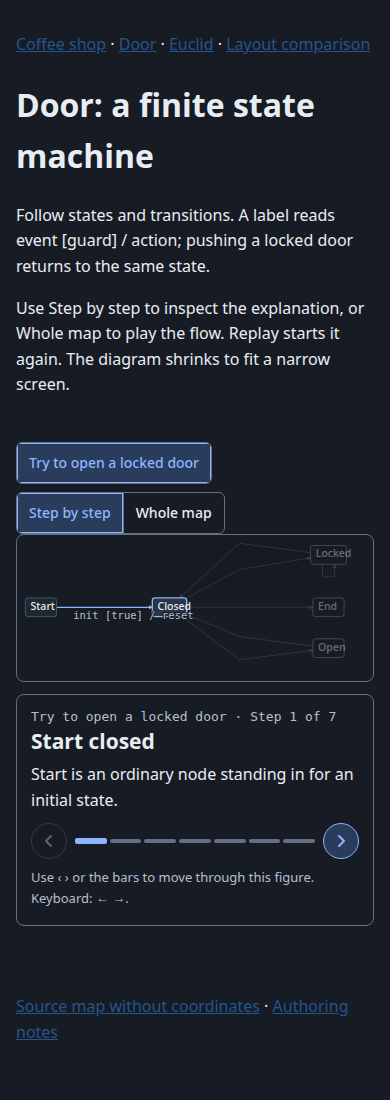 Coffee shop · Door · Euclid · Layout comparison
Door: a finite state
machine
Follow states and transitions. A label reads
event [guard] / action; pushing a locked door
returns to the same state.
Use Step by step to inspect the explanation, or
Whole map to play the flow. Replay starts it
again. The diagram shrinks to fit a narrow
screen.
Try to open a locked door
Step by step Whole map
Locked
Start Closed End
init [true] / reset
Open
Try to open a locked door · Step 1 of 7
Start closed
Start is an ordinary node standing in for an
initial state.
Use ‹ › or the bars to move through this figure.
Keyboard: ← →.
Source map without coordinates · Authoring
notes